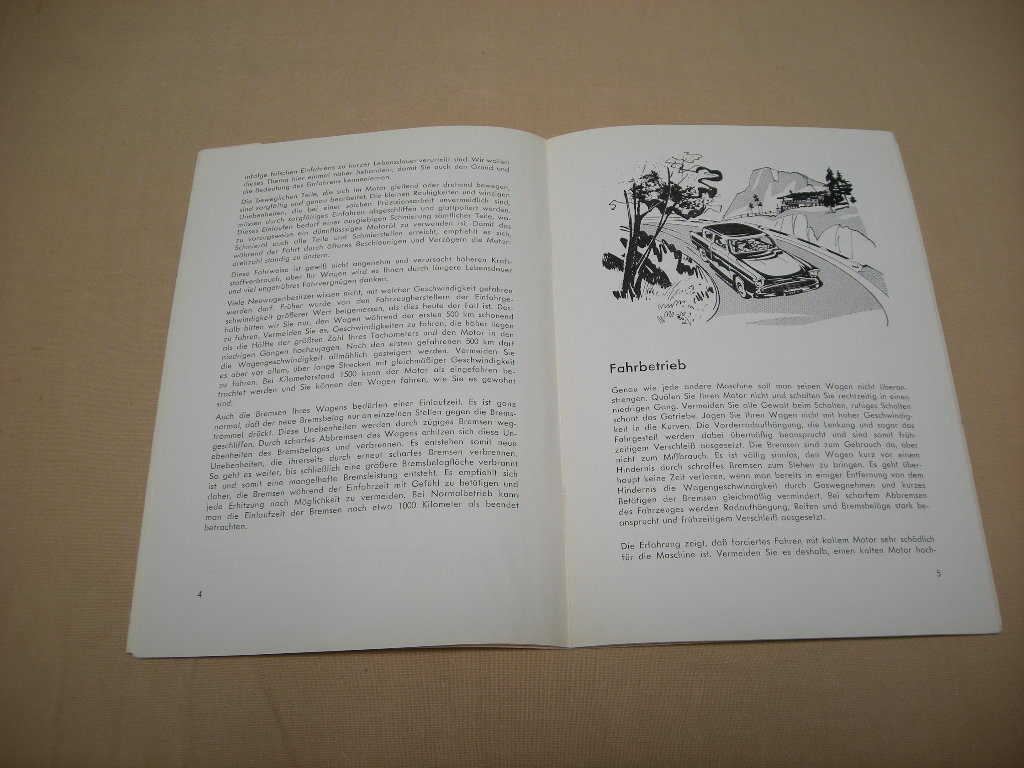 infolge falschen Einfahrens zu kurzer Lebensdauer verurteilt sind. Wir wollen
dieses Thema hier einmal näher behandeln, damit Sie auch den Grund und
die Bedeutung des Einfahrens kennenlernen.
Die beweglichen Teile, die sich im Motor gleitend oder drehend bewegen,
sind sorgfältig und genau bearbeitet. Die kleinen Rauhigkeiten und winzigen
Unebenheiten, die bei einer solchen Präzisionsarbeit unvermeidlich sind,
müssen durch sorgfältiges Einfahren abgeschliffen und glattpoliert werden.
Dieses Einlaufen bedarf einer ausgiebigen Schmierung sämtlicher Teile, wo-
zu vorzugsweise ein dünnflüssiges Motoröl zu verwenden ist. Damit das
Schmieröl auch alle Teile und Schmierstellen erreicht, empfiehlt es sich,
während der Fahrt durch öfteres Beschleunigen und Verzögern die Motor-
drehzahl ständig zu ändern.
Diese Fahrweise ist gewiß nicht angenehm und verursacht höheren Kraft-
stoffverbrauch, aber Ihr Wagen wird es Ihnen durch längere Lebensdauer
und viel ungetrübtes Fahrvergnügen danken.
Viele Neuwagenbesitzer wissen nicht, mit welcher Geschwindigkeit gefahren
werden darf. Früher wurde von den Fahrzeugherstellern der Einfahrge-
schwindigkeit größerer Wert beigemessen, als dies heute der Fall ist. Des-
halb bitten wir Sie nur, den Wagen während der ersten 500 km schonend
zu fahren. Vermeiden Sie es, Geschwindigkeiten zu fahren, die höher liegen
als die Hälfte der größten Zahl Ihres Tachometers und den Motor in den
niedrigen Gängen hochzujagen. Nach den ersten gefahrenen 500 km darf
die Wagengeschwindigkeit allmählich gesteigert werden. Vermeiden Sie
es aber vor allem, über lange Strecken mit gleichmäßiger Geschwindigkeit
zu fahren. Bei Kilometerstand 1500 kann der Motor als eingefahren be-
trachtet werden und Sie können den Wagen fahren, wie Sie es gewohnt
sind.
Auch die Bremsen Ihres Wagens bedürfen einer Einlaufzeit. Es ist ganz
normal, daß der neue Bremsbelag nur an einzelnen Stellen gegen die Brems-
trommel drückt. Diese Unebenheiten werden durch zügiges Bremsen weg-
geschliffen. Durch scharfes Abbremsen des Wagens erhitzen sich diese Un-
ebenheiten des Bremsbelages und verbrennen. Es entstehen somit neue
Unebenheiten, die ihrerseits durch erneut scharfes Bremsen verbrennen.
So geht es weiter, bis schließlich eine größere Bremsbelagfläche verbrannt
ist und somit eine mangelhafte Bremsleistung entsteht. Es empfiehlt sich
daher, die Bremsen während der Einfahrzeit mit Gefühl zu betätigen und
jede Erhitzung nach Möglichkeit zu vermeiden. Bei Normalbetrieb kann
man die Einlaufzeit der Bremsen nach etwa 1000 Kilometer als beendet
betrachten.
4
Fahrbetrieb
Genau wie jede andere Maschine soll man seinen Wagen nicht überan-
strengen. Quälen Sie Ihren Motor nicht und schalten Sie rechtzeitig in einen
niedrigen Gang. Vermeiden Sie alle Gewalt beim Schalten, ruhiges Schalten
schont das Getriebe. Jagen Sie Ihren Wagen nicht mit hoher Geschwindig-
keit in die Kurven. Die Vorderradaufhängung, die Lenkung und sogar das
Fahrgestell werden dabei übermäßig beansprucht und sind somit früh-
zeitigem Verschleiß ausgesetzt. Die Bremsen sind zum Gebrauch da, aber
nicht zum Mißbrauch. Es ist völlig sinnlos, den Wagen kurz vor einem
Hindernis durch schroffes Bremsen zum Stehen zu bringen. Es geht über-
haupt keine Zeit verloren, wenn man bereits in einiger Entfernung von dem
Hindernis die Wagengeschwindigkeit durch Gaswegnehmen und kurzes
Betätigen der Bremsen gleichmäßig vermindert. Bei scharfem Abbremsen
des Fahrzeuges werden Radaufhängung, Reifen und Bremsbeläge stark be-
ansprucht und frühzeitigem Verschleiß ausgesetzt.
Die Erfahrung zeigt, daß forciertes Fahren mit kaltem Motor sehr schädlich
für die Maschine ist. Vermeiden Sie es deshalb, einen kalten Motor hoch-
5